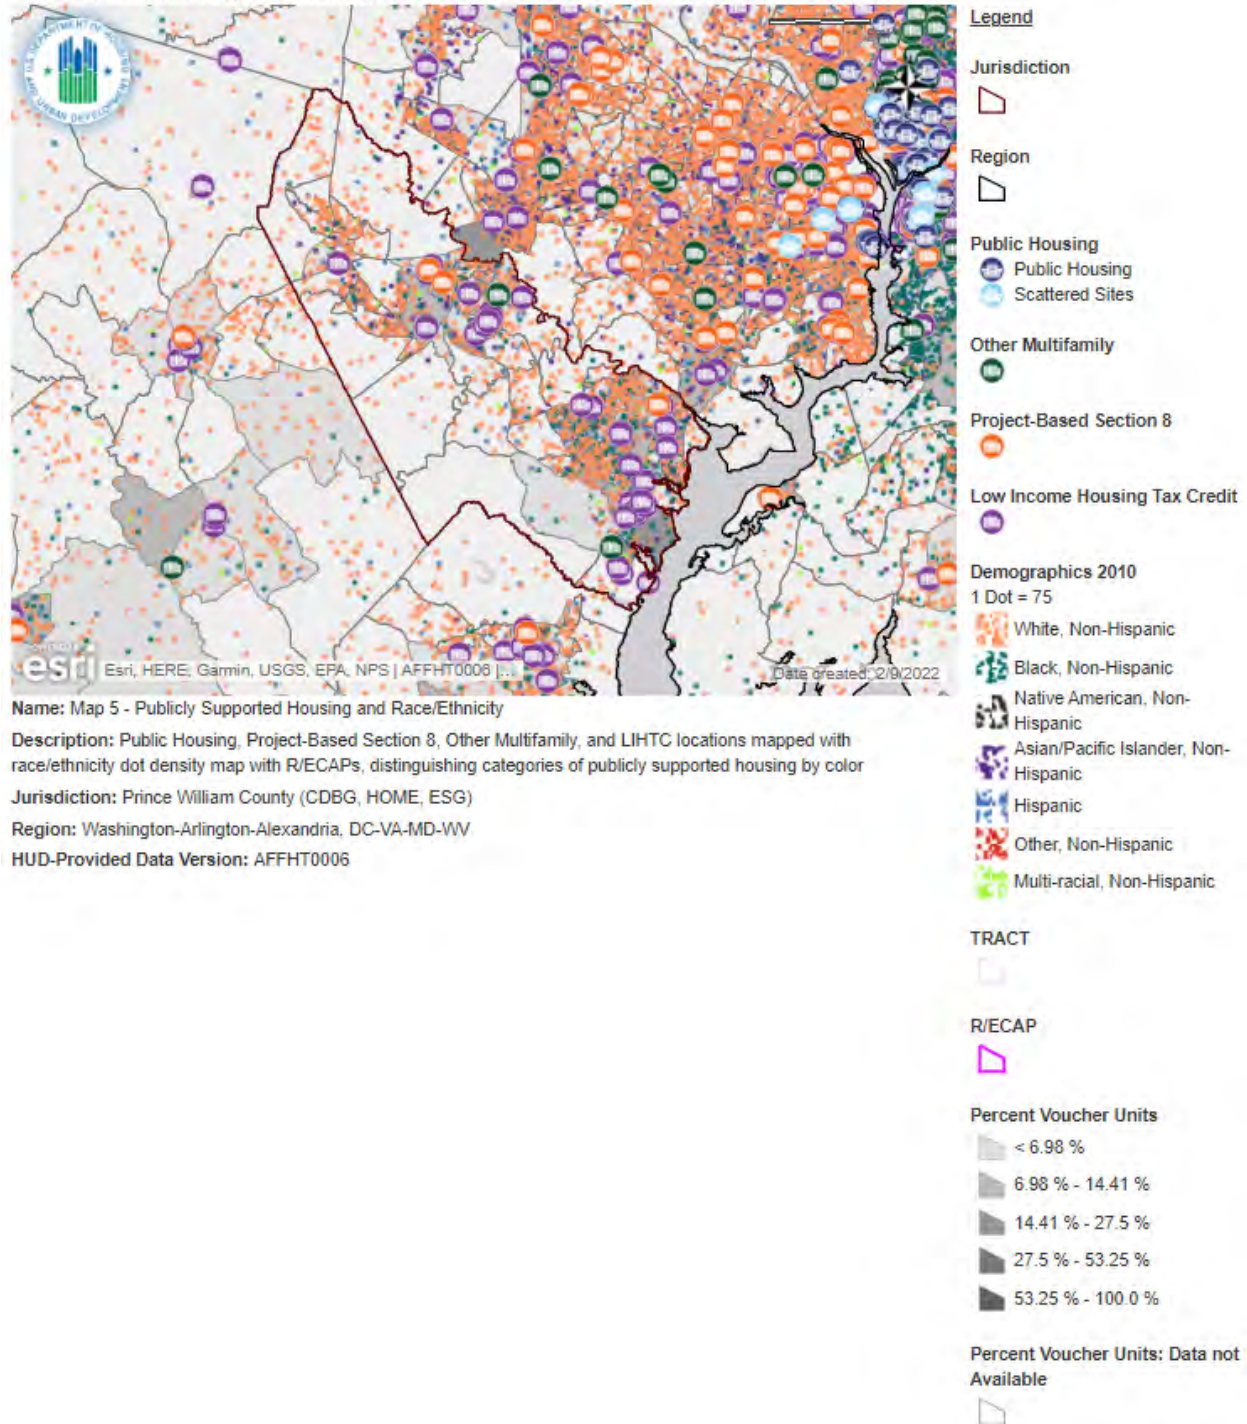 U.S. DEPARTMENT OF HOUSING AND URBAN DEVELOPMENT
esri
Esri, HERE, Garmin, USGS, EPA, NPS | AFFHT0006 |...
Date created: 2/9/2022
Name: Map 5 - Publicly Supported Housing and Race/Ethnicity
Description: Public Housing, Project-Based Section 8, Other Multifamily, and LIHTC locations mapped with
race/ethnicity dot density map with R/ECAPs, distinguishing categories of publicly supported housing by color
Jurisdiction: Prince William County (CDBG, HOME, ESG)
Region: Washington-Arlington-Alexandria, DC-VA-MD-WV
HUD-Provided Data Version: AFFHT0006
Legend
Jurisdiction
Region
Public Housing
Public Housing
Scattered Sites
Other Multifamily
Project-Based Section 8
Low Income Housing Tax Credit
Demographics 2010
1 Dot = 75
White, Non-Hispanic
Black, Non-Hispanic
Native American, Non-
Hispanic
Asian/Pacific Islander, Non-
Hispanic
Hispanic
Other, Non-Hispanic
Multi-racial, Non-Hispanic
TRACT
R/ECAP
Percent Voucher Units
< 6.98 %
6.98 % - 14.41 %
14.41 % - 27.5 %
27.5 % - 53.25 %
53.25 % - 100.0 %
Percent Voucher Units: Data not
Available